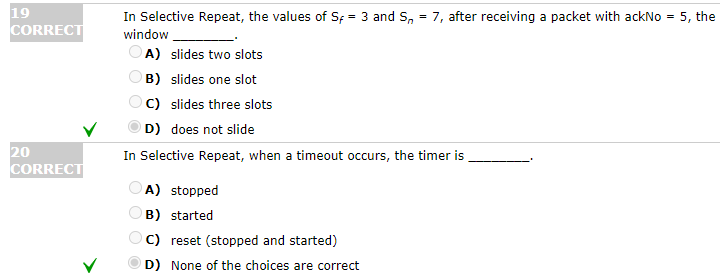 19
CORRECT
In Selective Repeat, the values of Sf = 3 and Sn = 7, after receiving a packet with ackNo = 5, the
window ________.
A) slides two slots
B) slides one slot
C) slides three slots
D) does not slide
20
CORRECT
In Selective Repeat, when a timeout occurs, the timer is ________.
A) stopped
B) started
C) reset (stopped and started)
D) None of the choices are correct